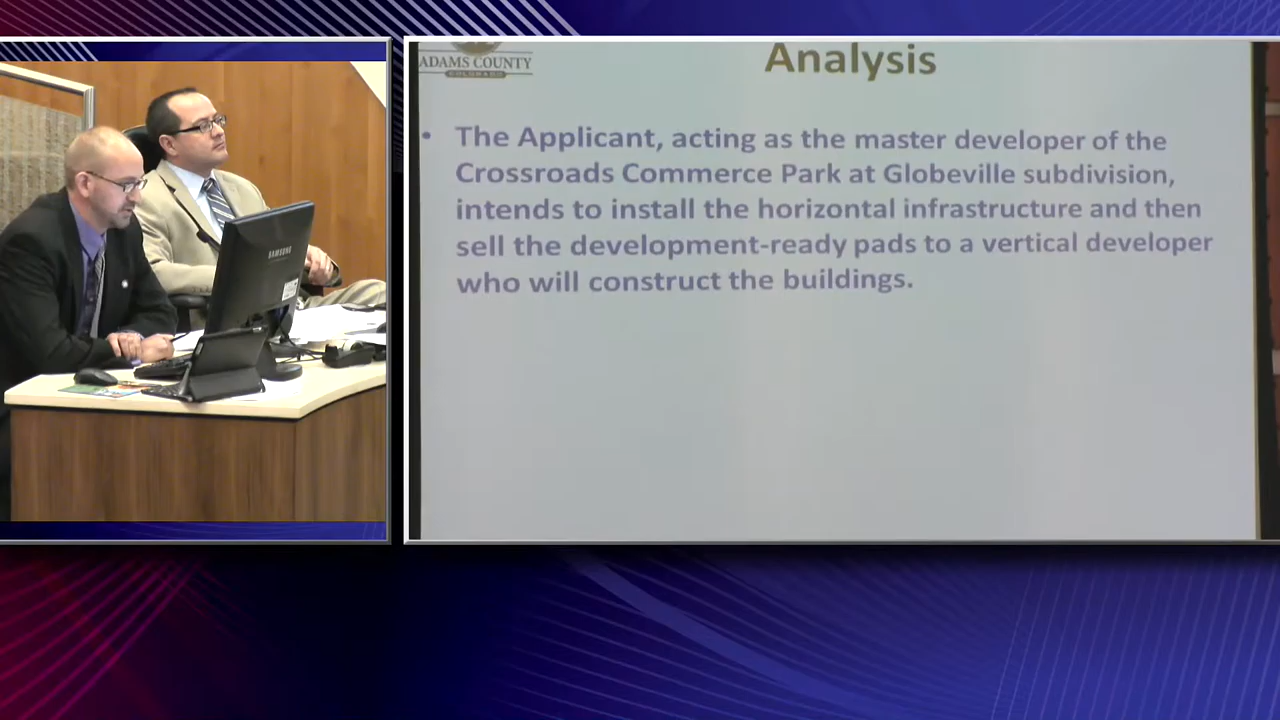 ADAMS COUNTY
COLORADO
Analysis
• The Applicant, acting as the master developer of the
Crossroads Commerce Park at Globeville subdivision,
intends to install the horizontal infrastructure and then
sell the development-ready pads to a vertical developer
who will construct the buildings.
SAMSUNG